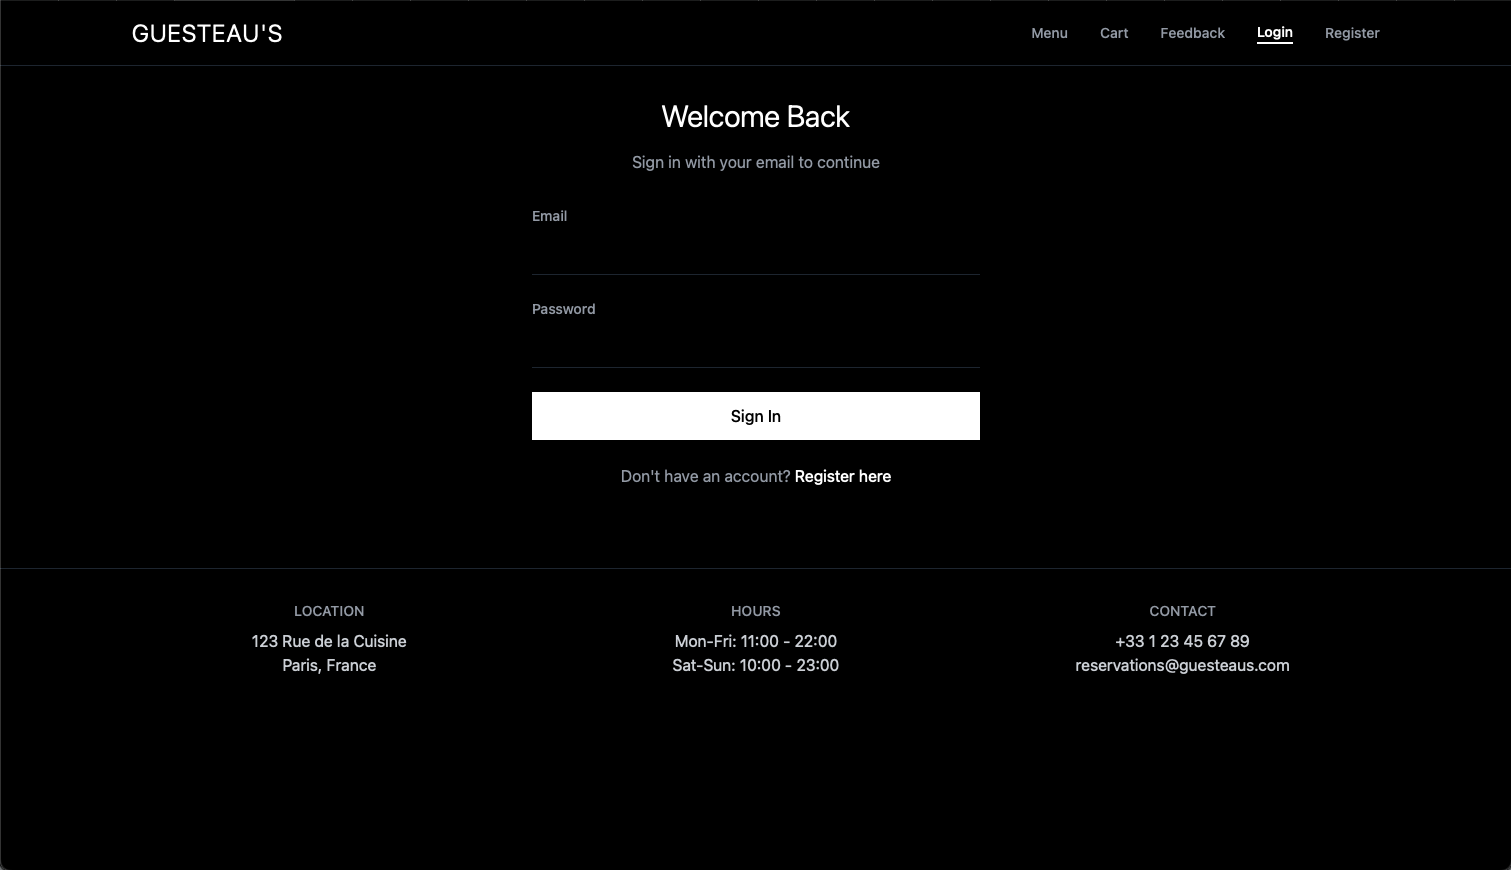 GUESTEAU'S
Menu
Cart
Feedback
Login
Register
Welcome Back
Sign in with your email to continue
Email
Password
Sign In
Don't have an account? Register here
LOCATION
123 Rue de la Cuisine
Paris, France
HOURS
Mon-Fri: 11:00 - 22:00
Sat-Sun: 10:00 - 23:00
CONTACT
+33 1 23 45 67 89
reservations@guesteaus.com